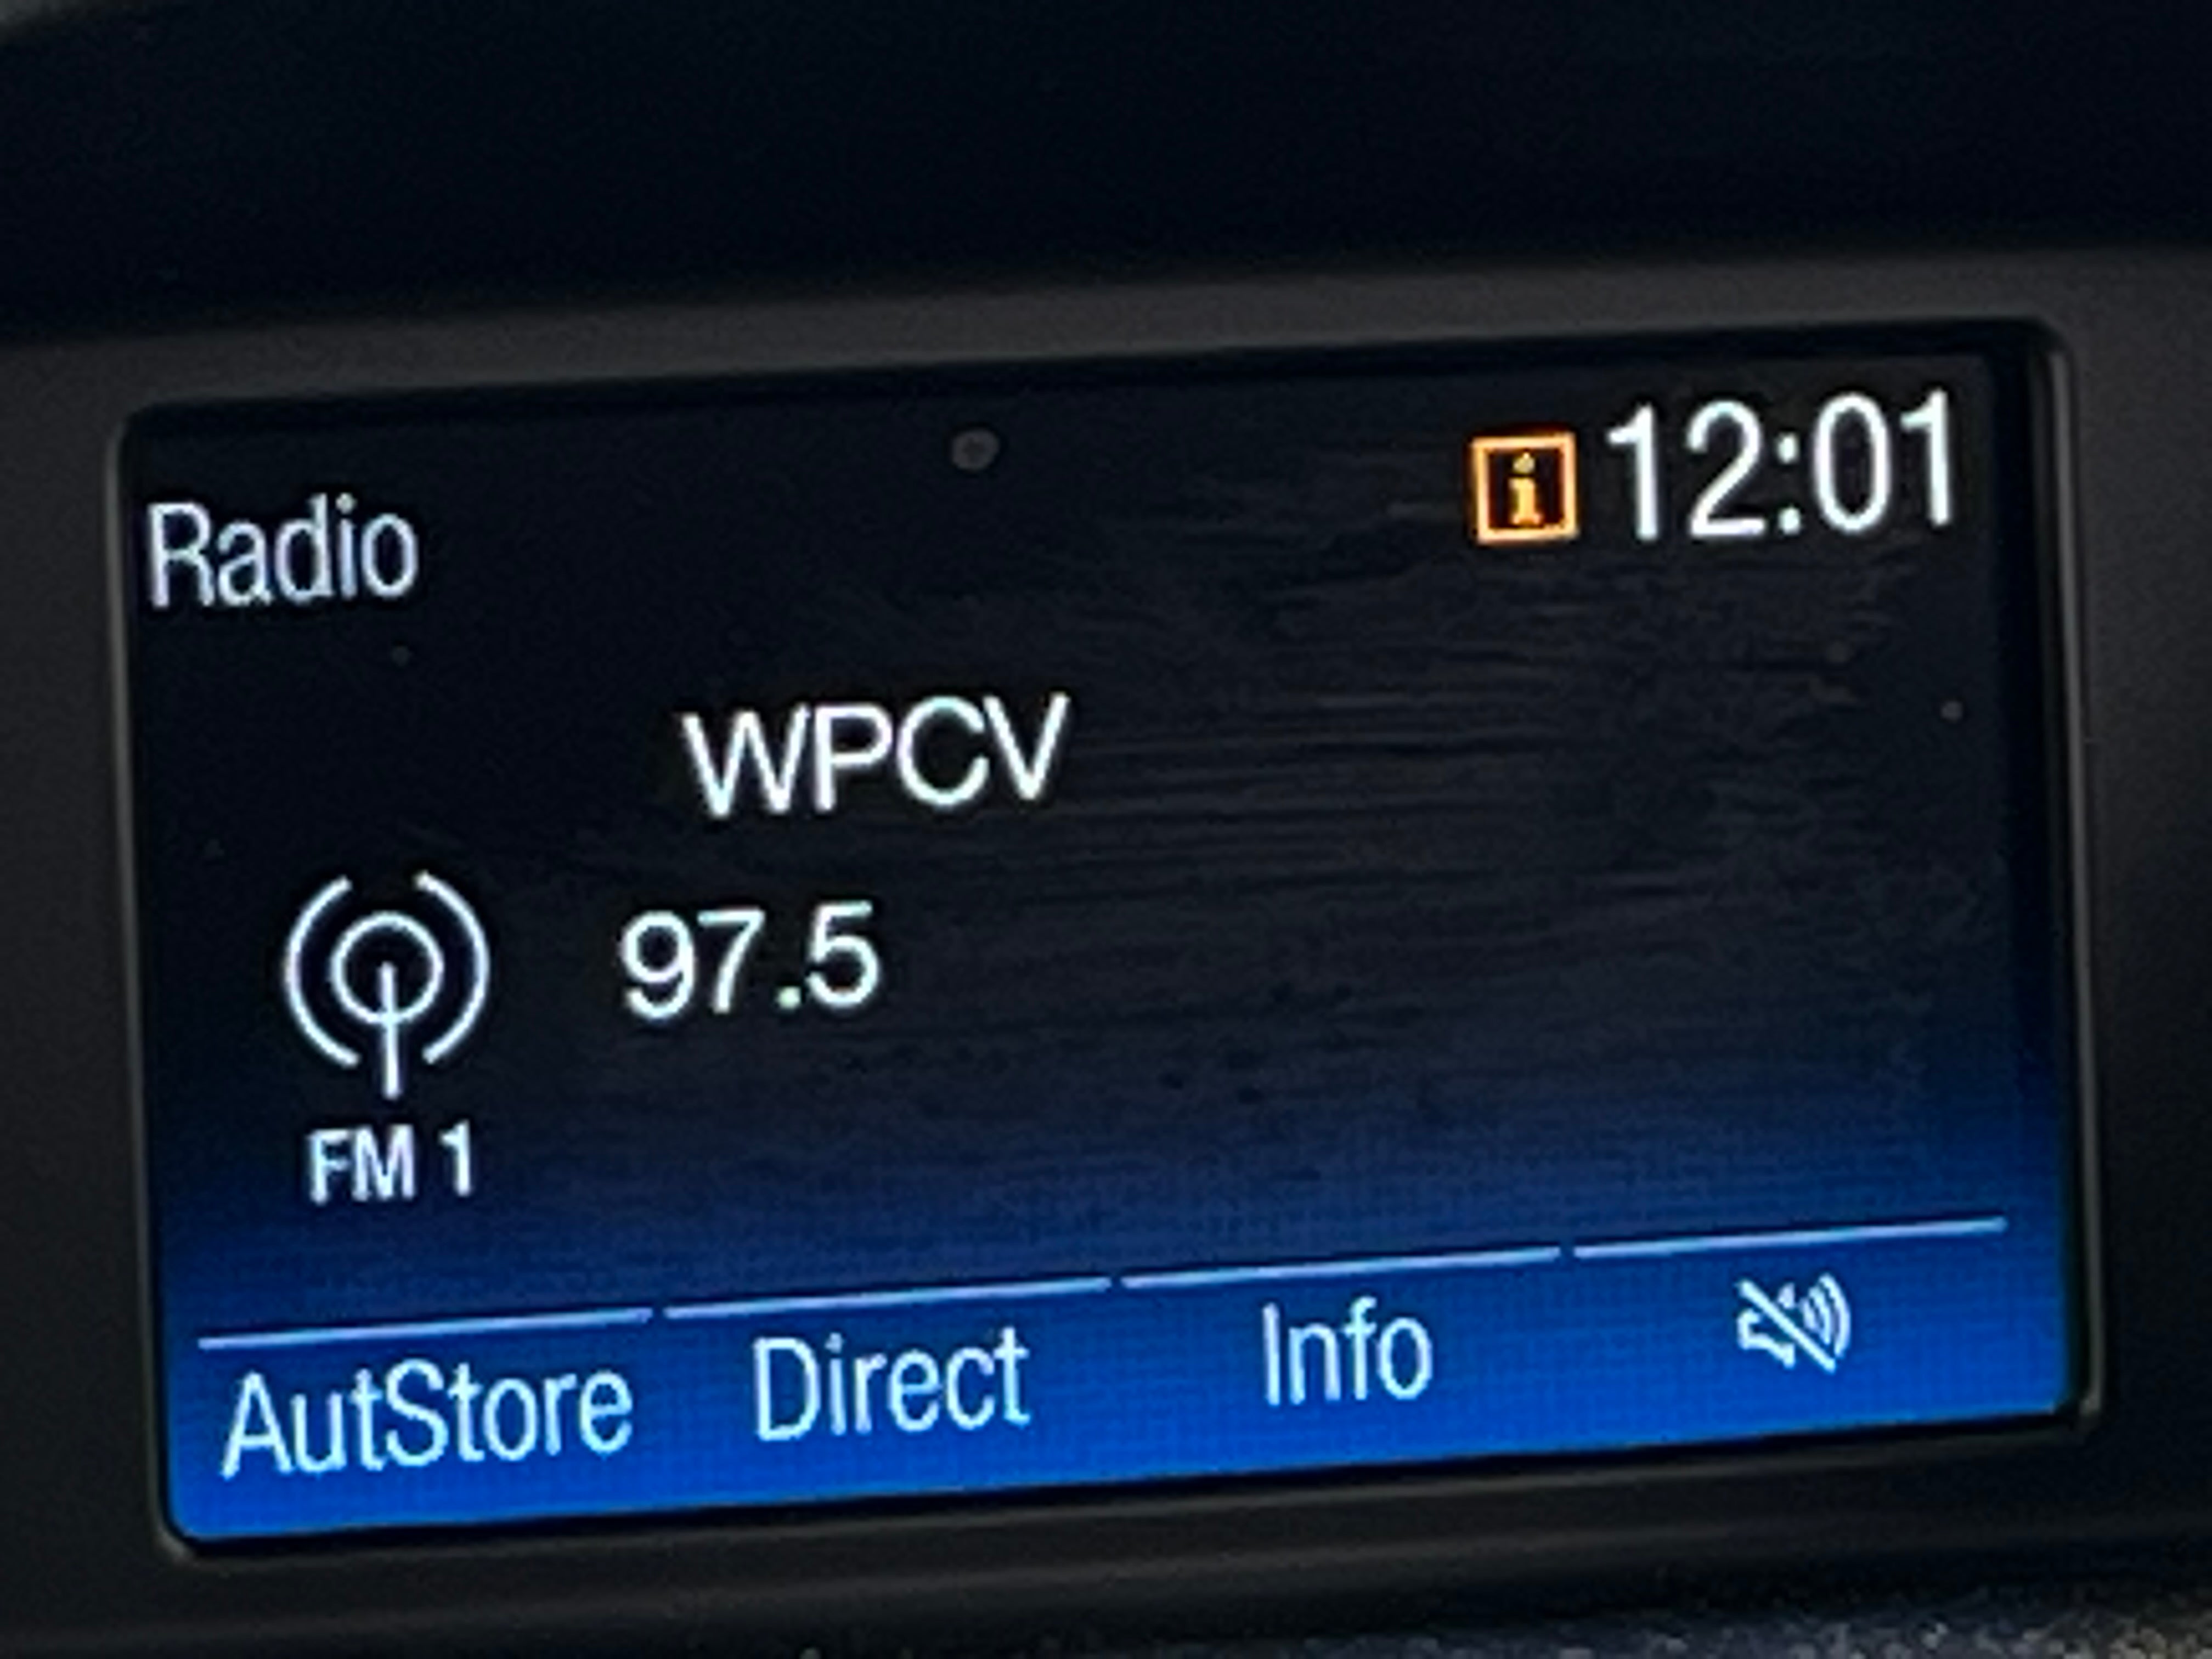 Radio
12:01
WPCV
97.5
FM 1
AutStore Direct Info